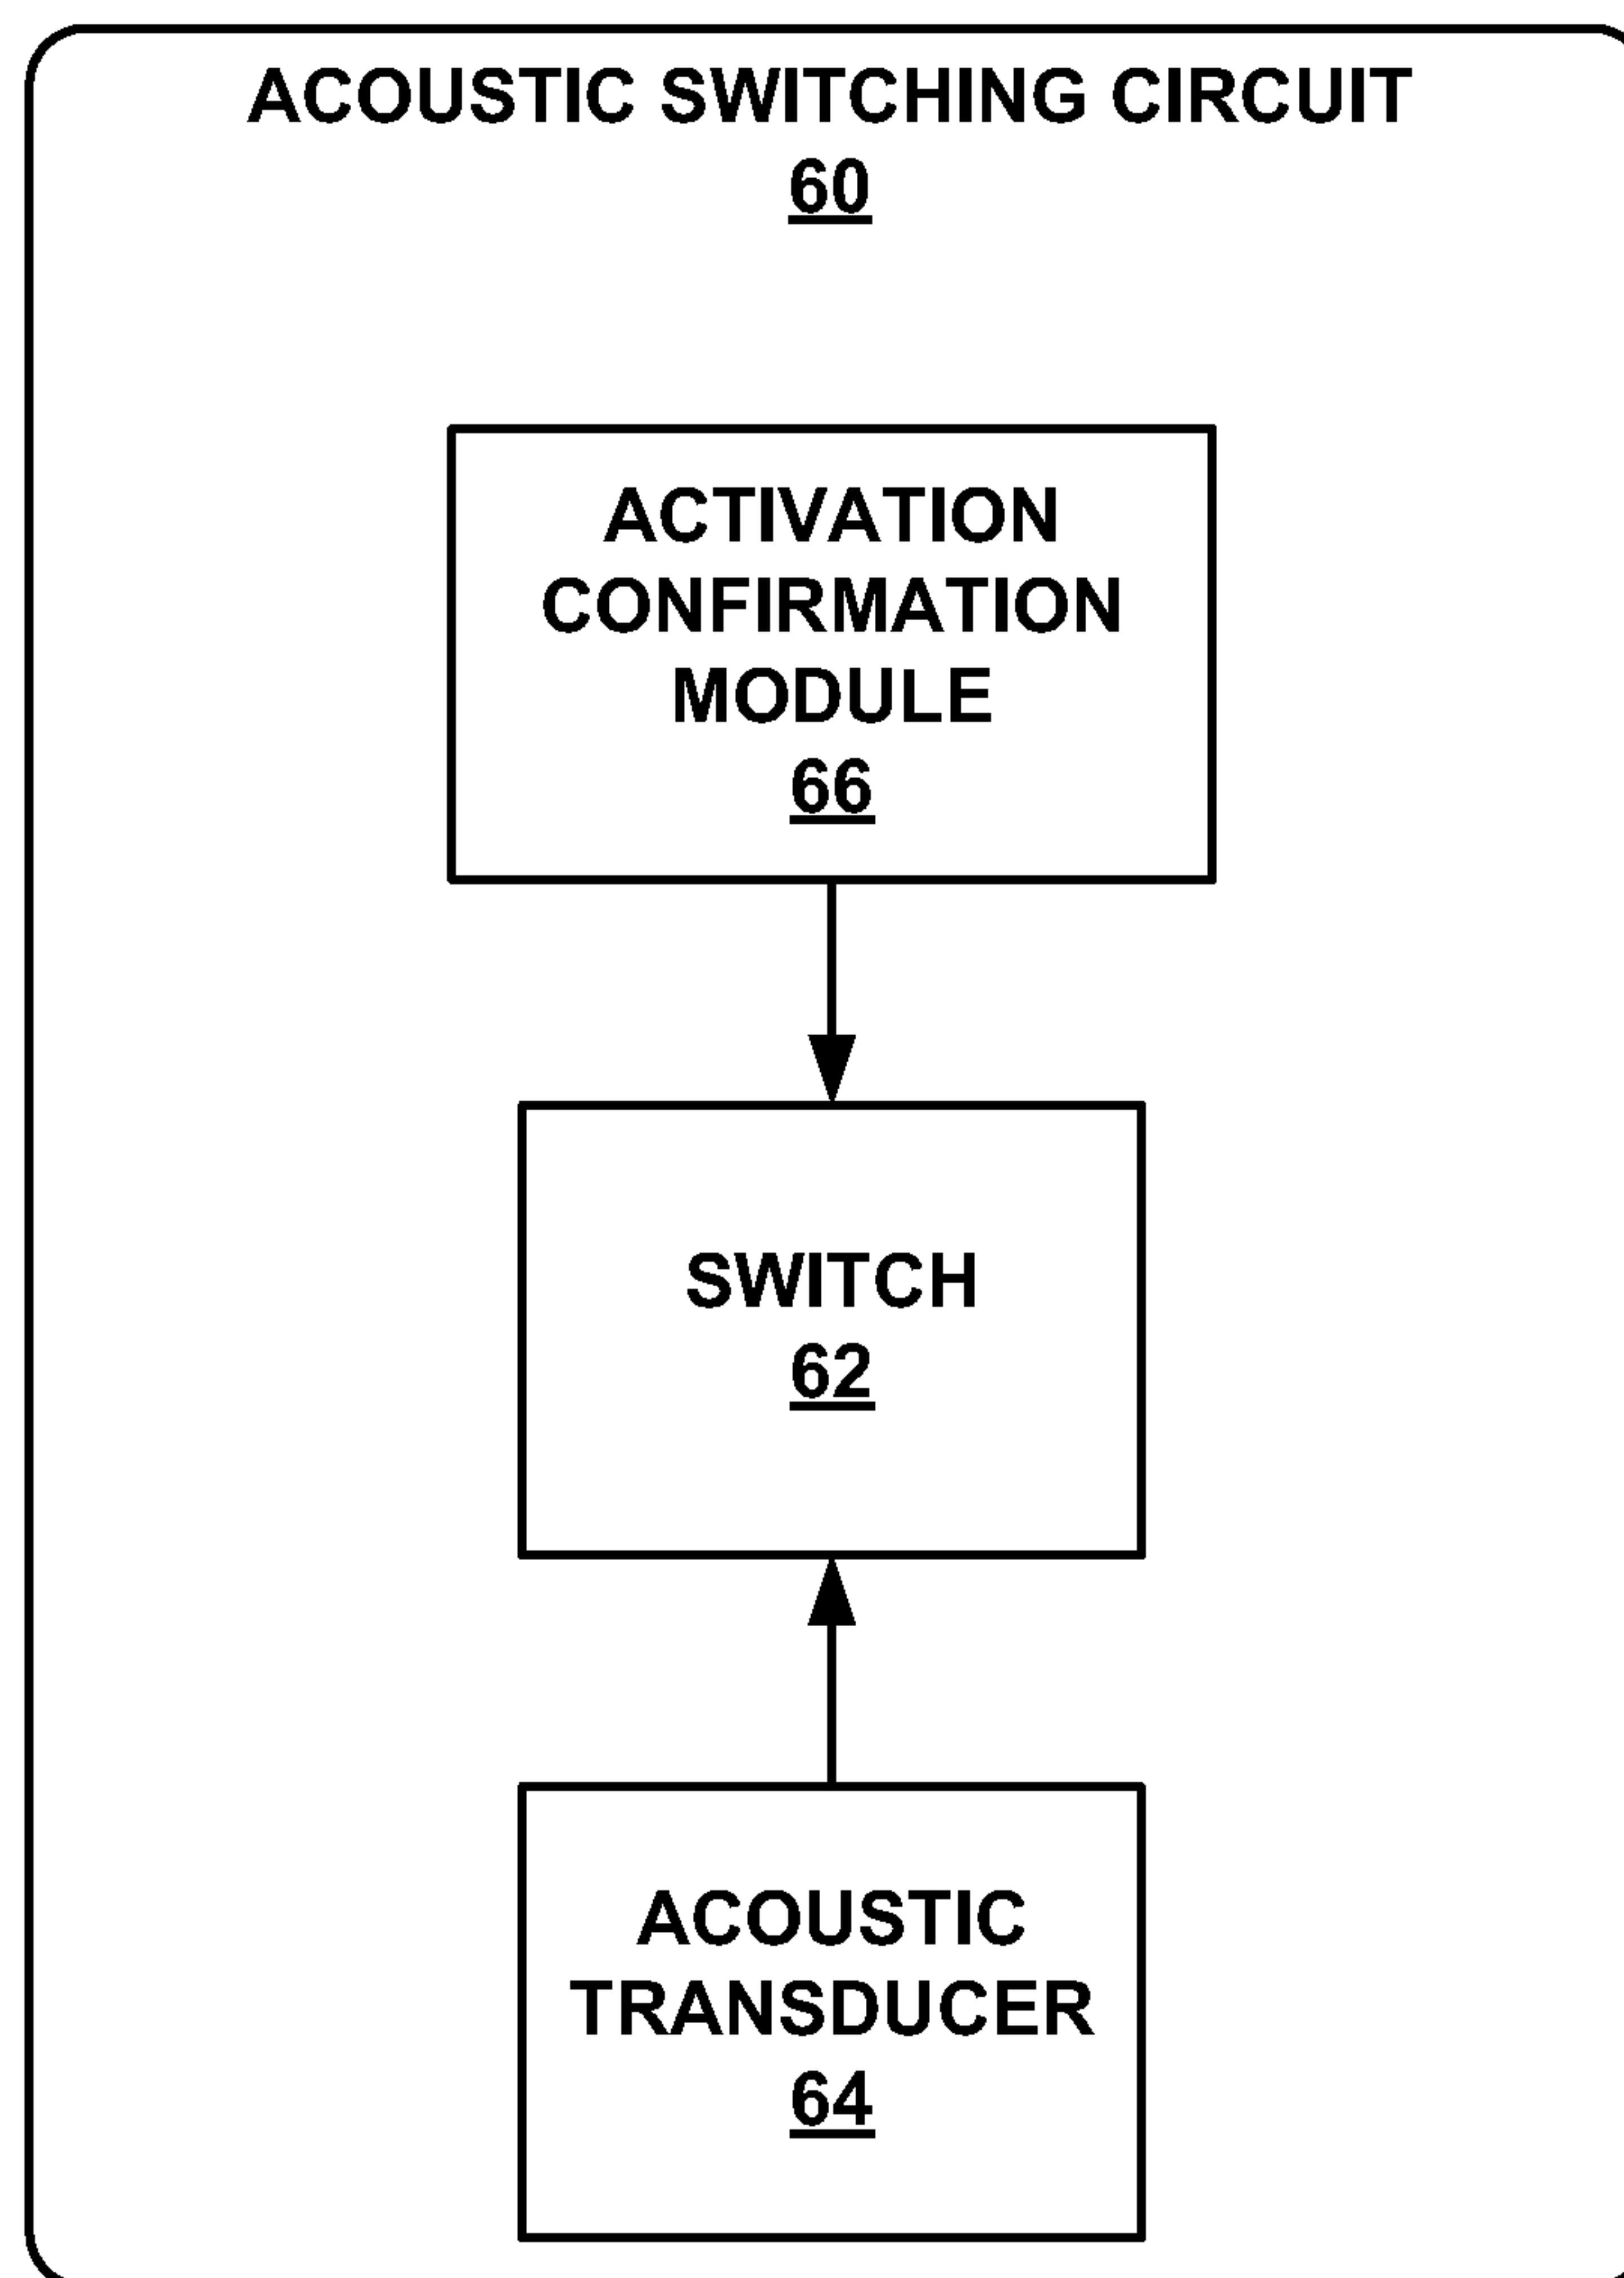 ACOUSTIC SWITCHING CIRCUIT
60
ACTIVATION
CONFIRMATION
MODULE
66
SWITCH
62
ACOUSTIC
TRANSDUCER
64